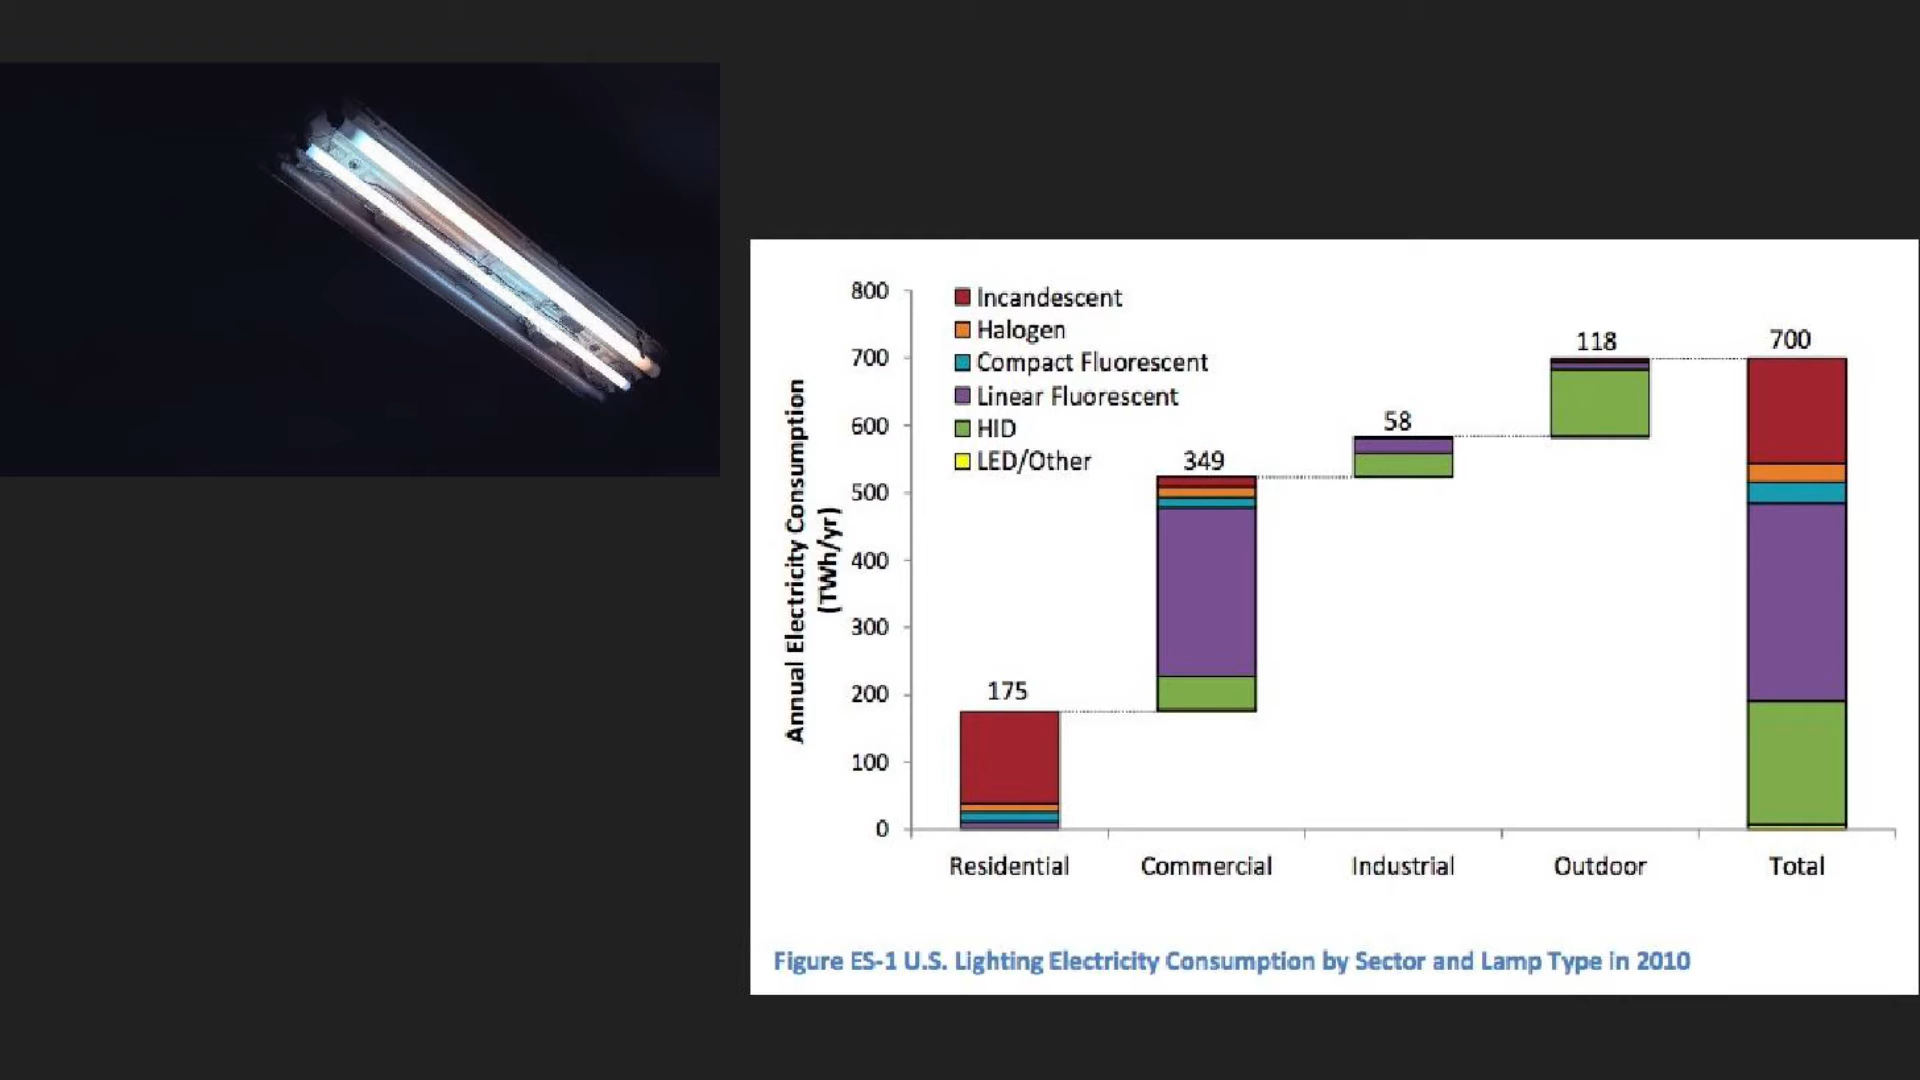 800
700
600
500
400
300
200
100
0
Annual Electricity Consumption
(TWh/yr)
Incandescent
Halogen
Compact Fluorescent
Linear Fluorescent
HID
LED/Other
175
349
58
118
700
Residential
Commercial
Industrial
Outdoor
Total
Figure ES-1 U.S. Lighting Electricity Consumption by Sector and Lamp Type in 2010